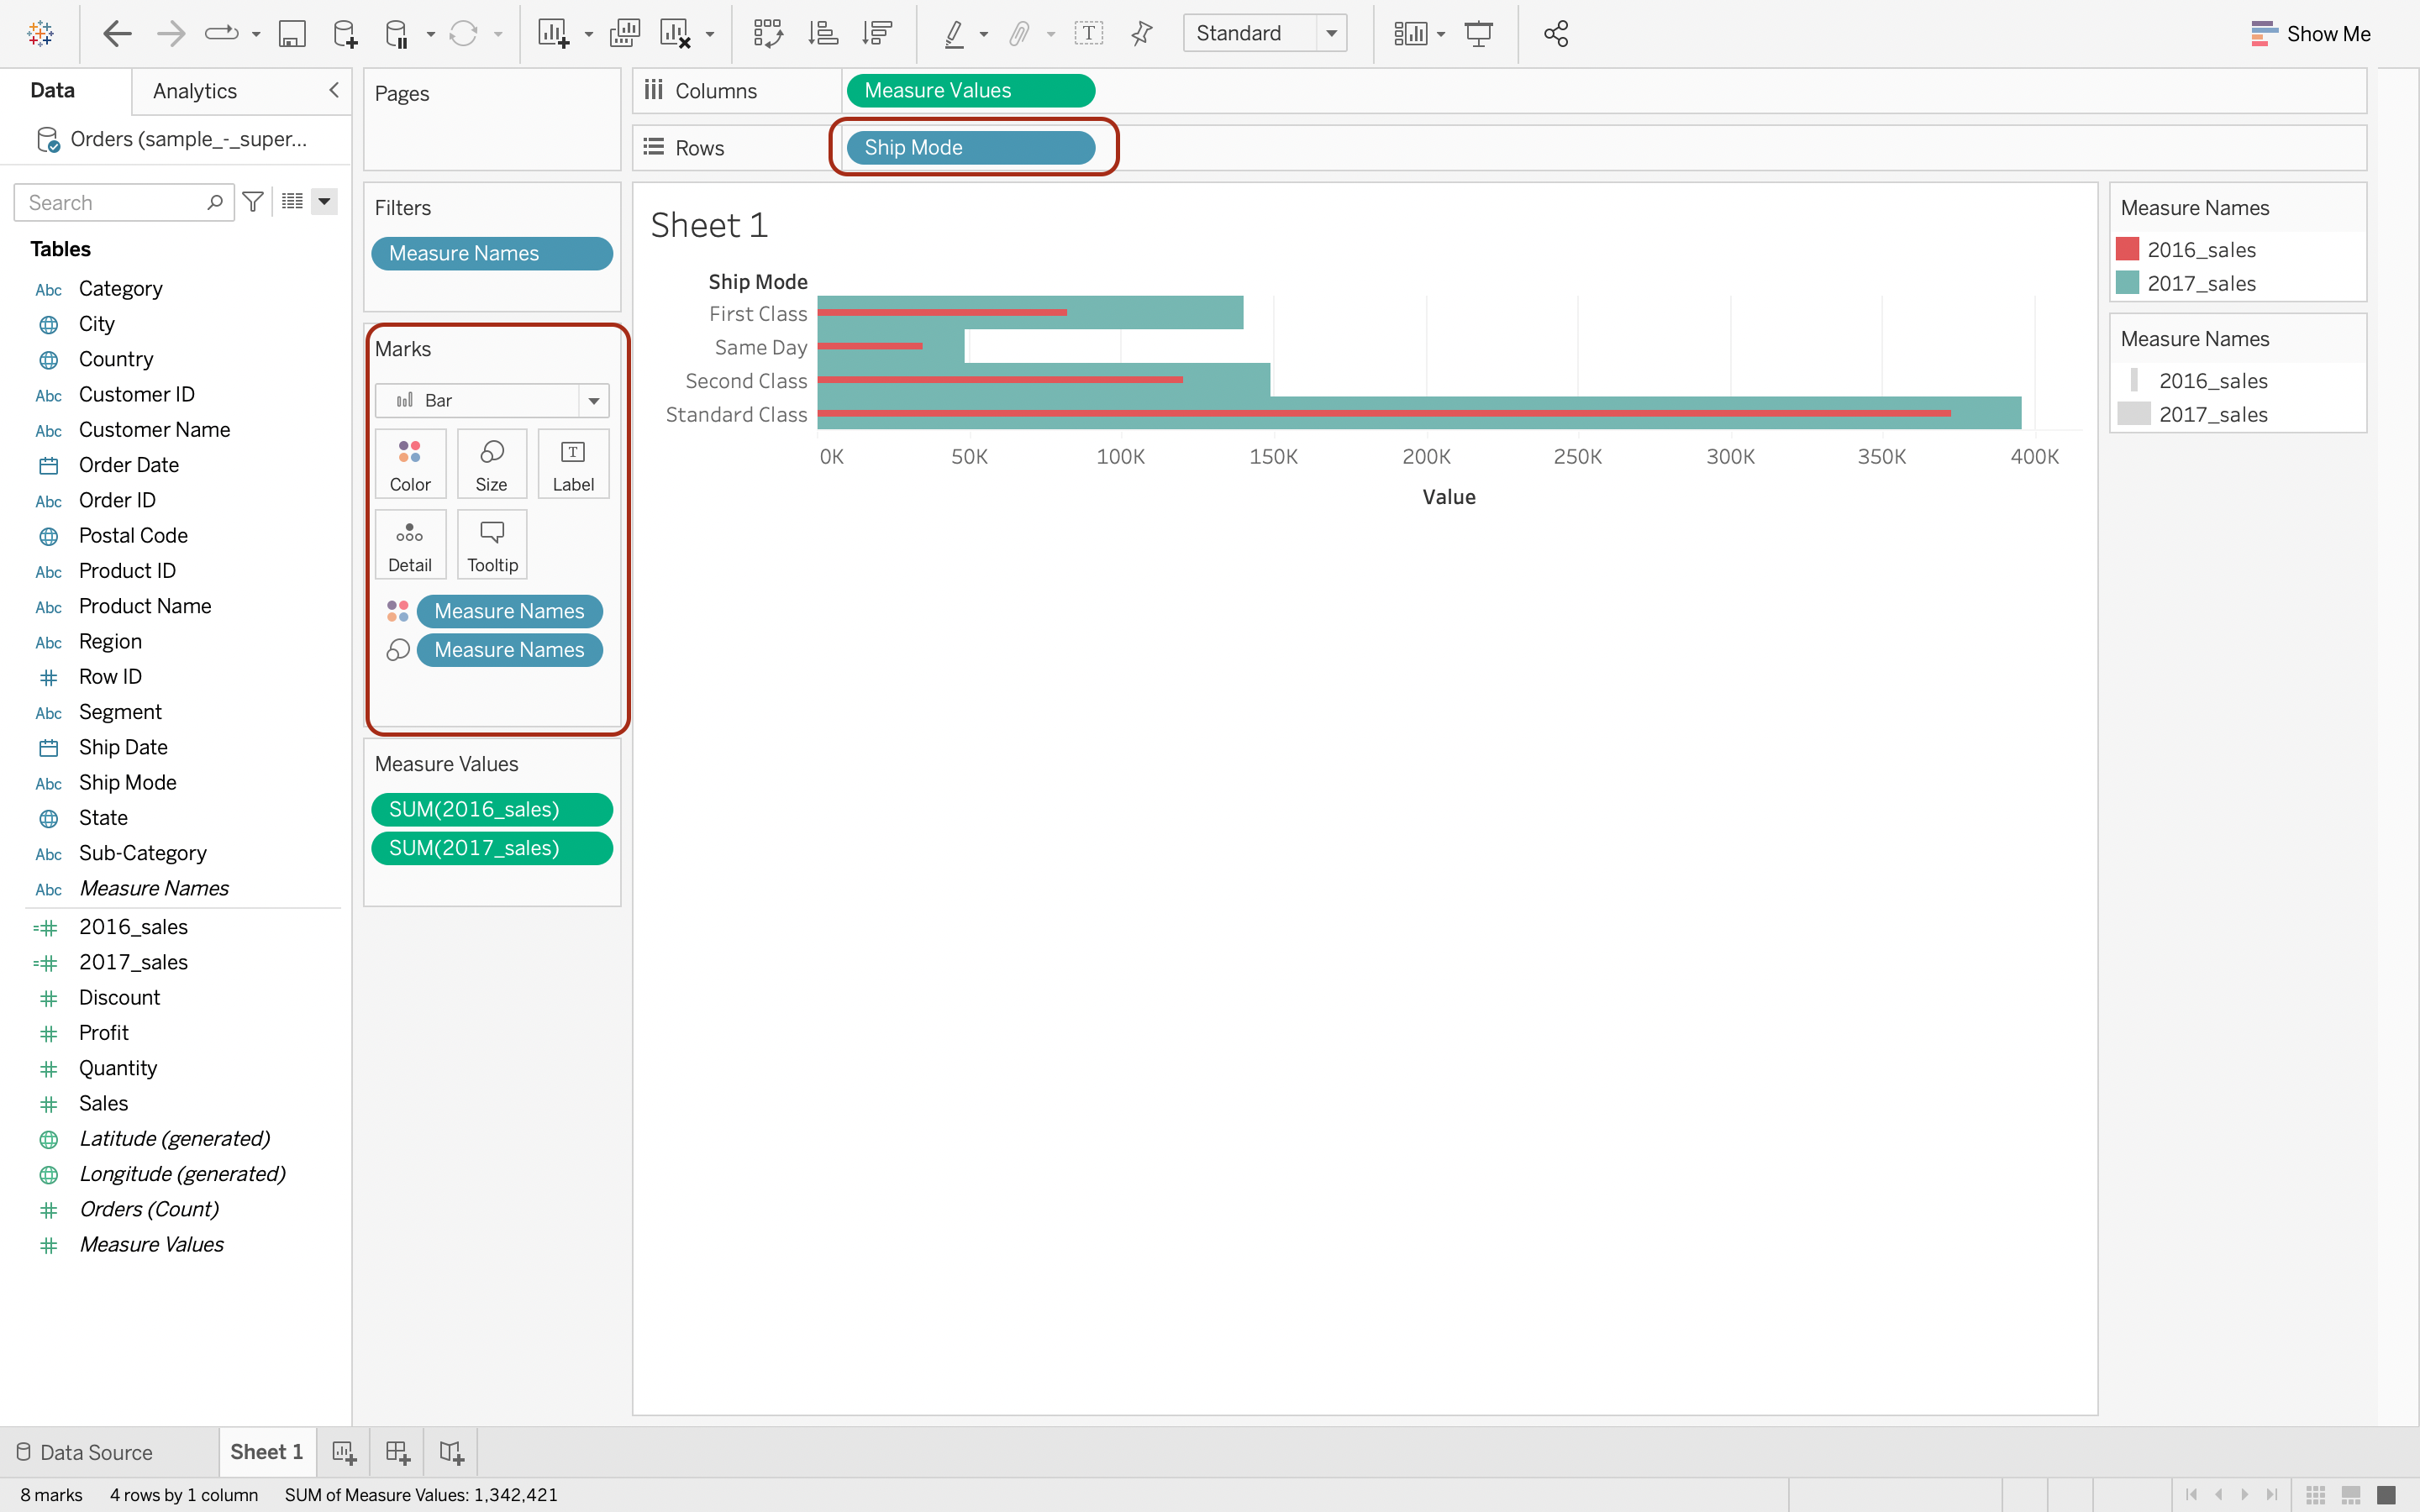 Standard
Show Me
Data
Analytics
Orders (sample_-_super...
Search
Tables
Abc Category
City
Country
Abc Customer ID
Abc Customer Name
Order Date
Abc Order ID
Postal Code
Abc Product ID
Abc Product Name
Abc Region
# Row ID
Abc Segment
Ship Date
Abc Ship Mode
State
Abc Sub-Category
Abc Measure Names
=# 2016_sales
=# 2017_sales
# Discount
# Profit
# Quantity
# Sales
Latitude (generated)
Longitude (generated)
# Orders (Count)
# Measure Values
Pages
Filters
Measure Names
Marks
Bar
Color
Size
T
Label
Detail
Tooltip
Measure Names
Measure Names
Measure Values
SUM(2016_sales)
SUM(2017_sales)
Columns
Measure Values
Rows
Ship Mode
Sheet 1
Ship Mode
First Class
Same Day
Second Class
Standard Class
0K 50K 100K 150K 200K 250K 300K 350K 400K
Value
Measure Names
2016_sales
2017_sales
Measure Names
2016_sales
2017_sales
Data Source
Sheet 1
8 marks 4 rows by 1 column SUM of Measure Values: 1,342,421